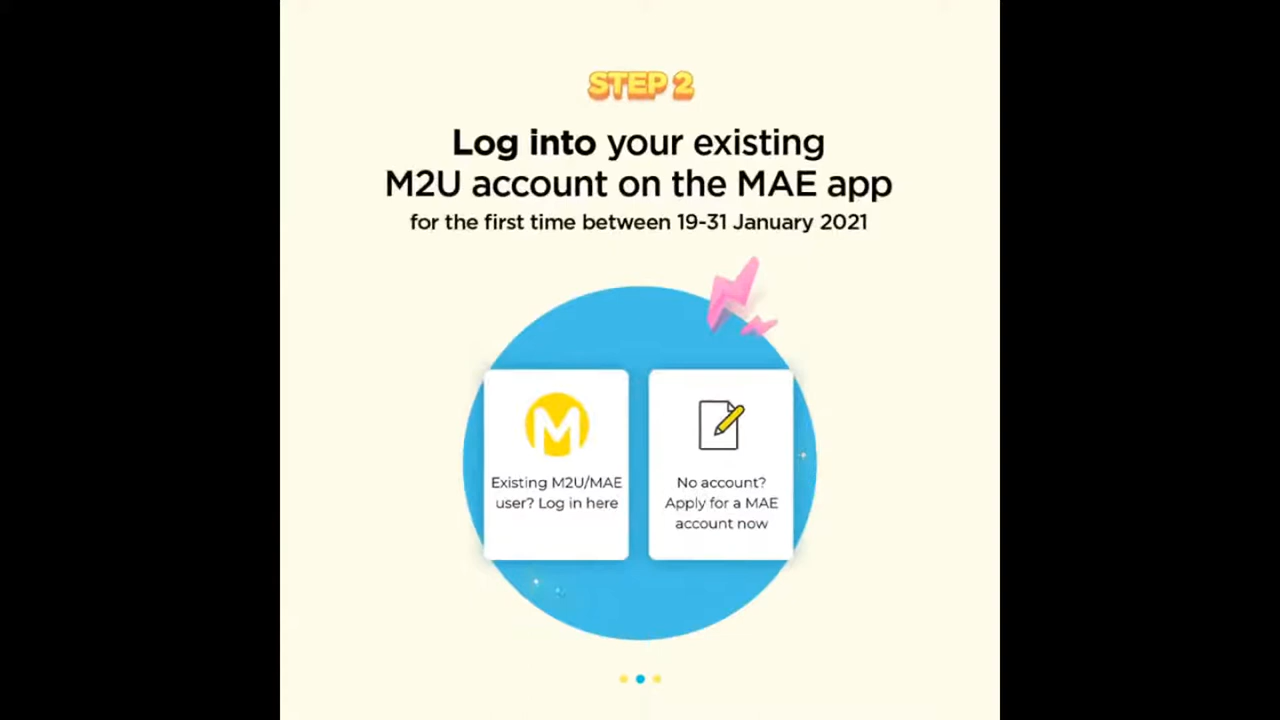 STEP 2
Log into your existing
M2U account on the MAE app
for the first time between 19-31 January 2021
M
Existing M2U/MAE
user? Log in here
No account?
Apply for a MAE
account now